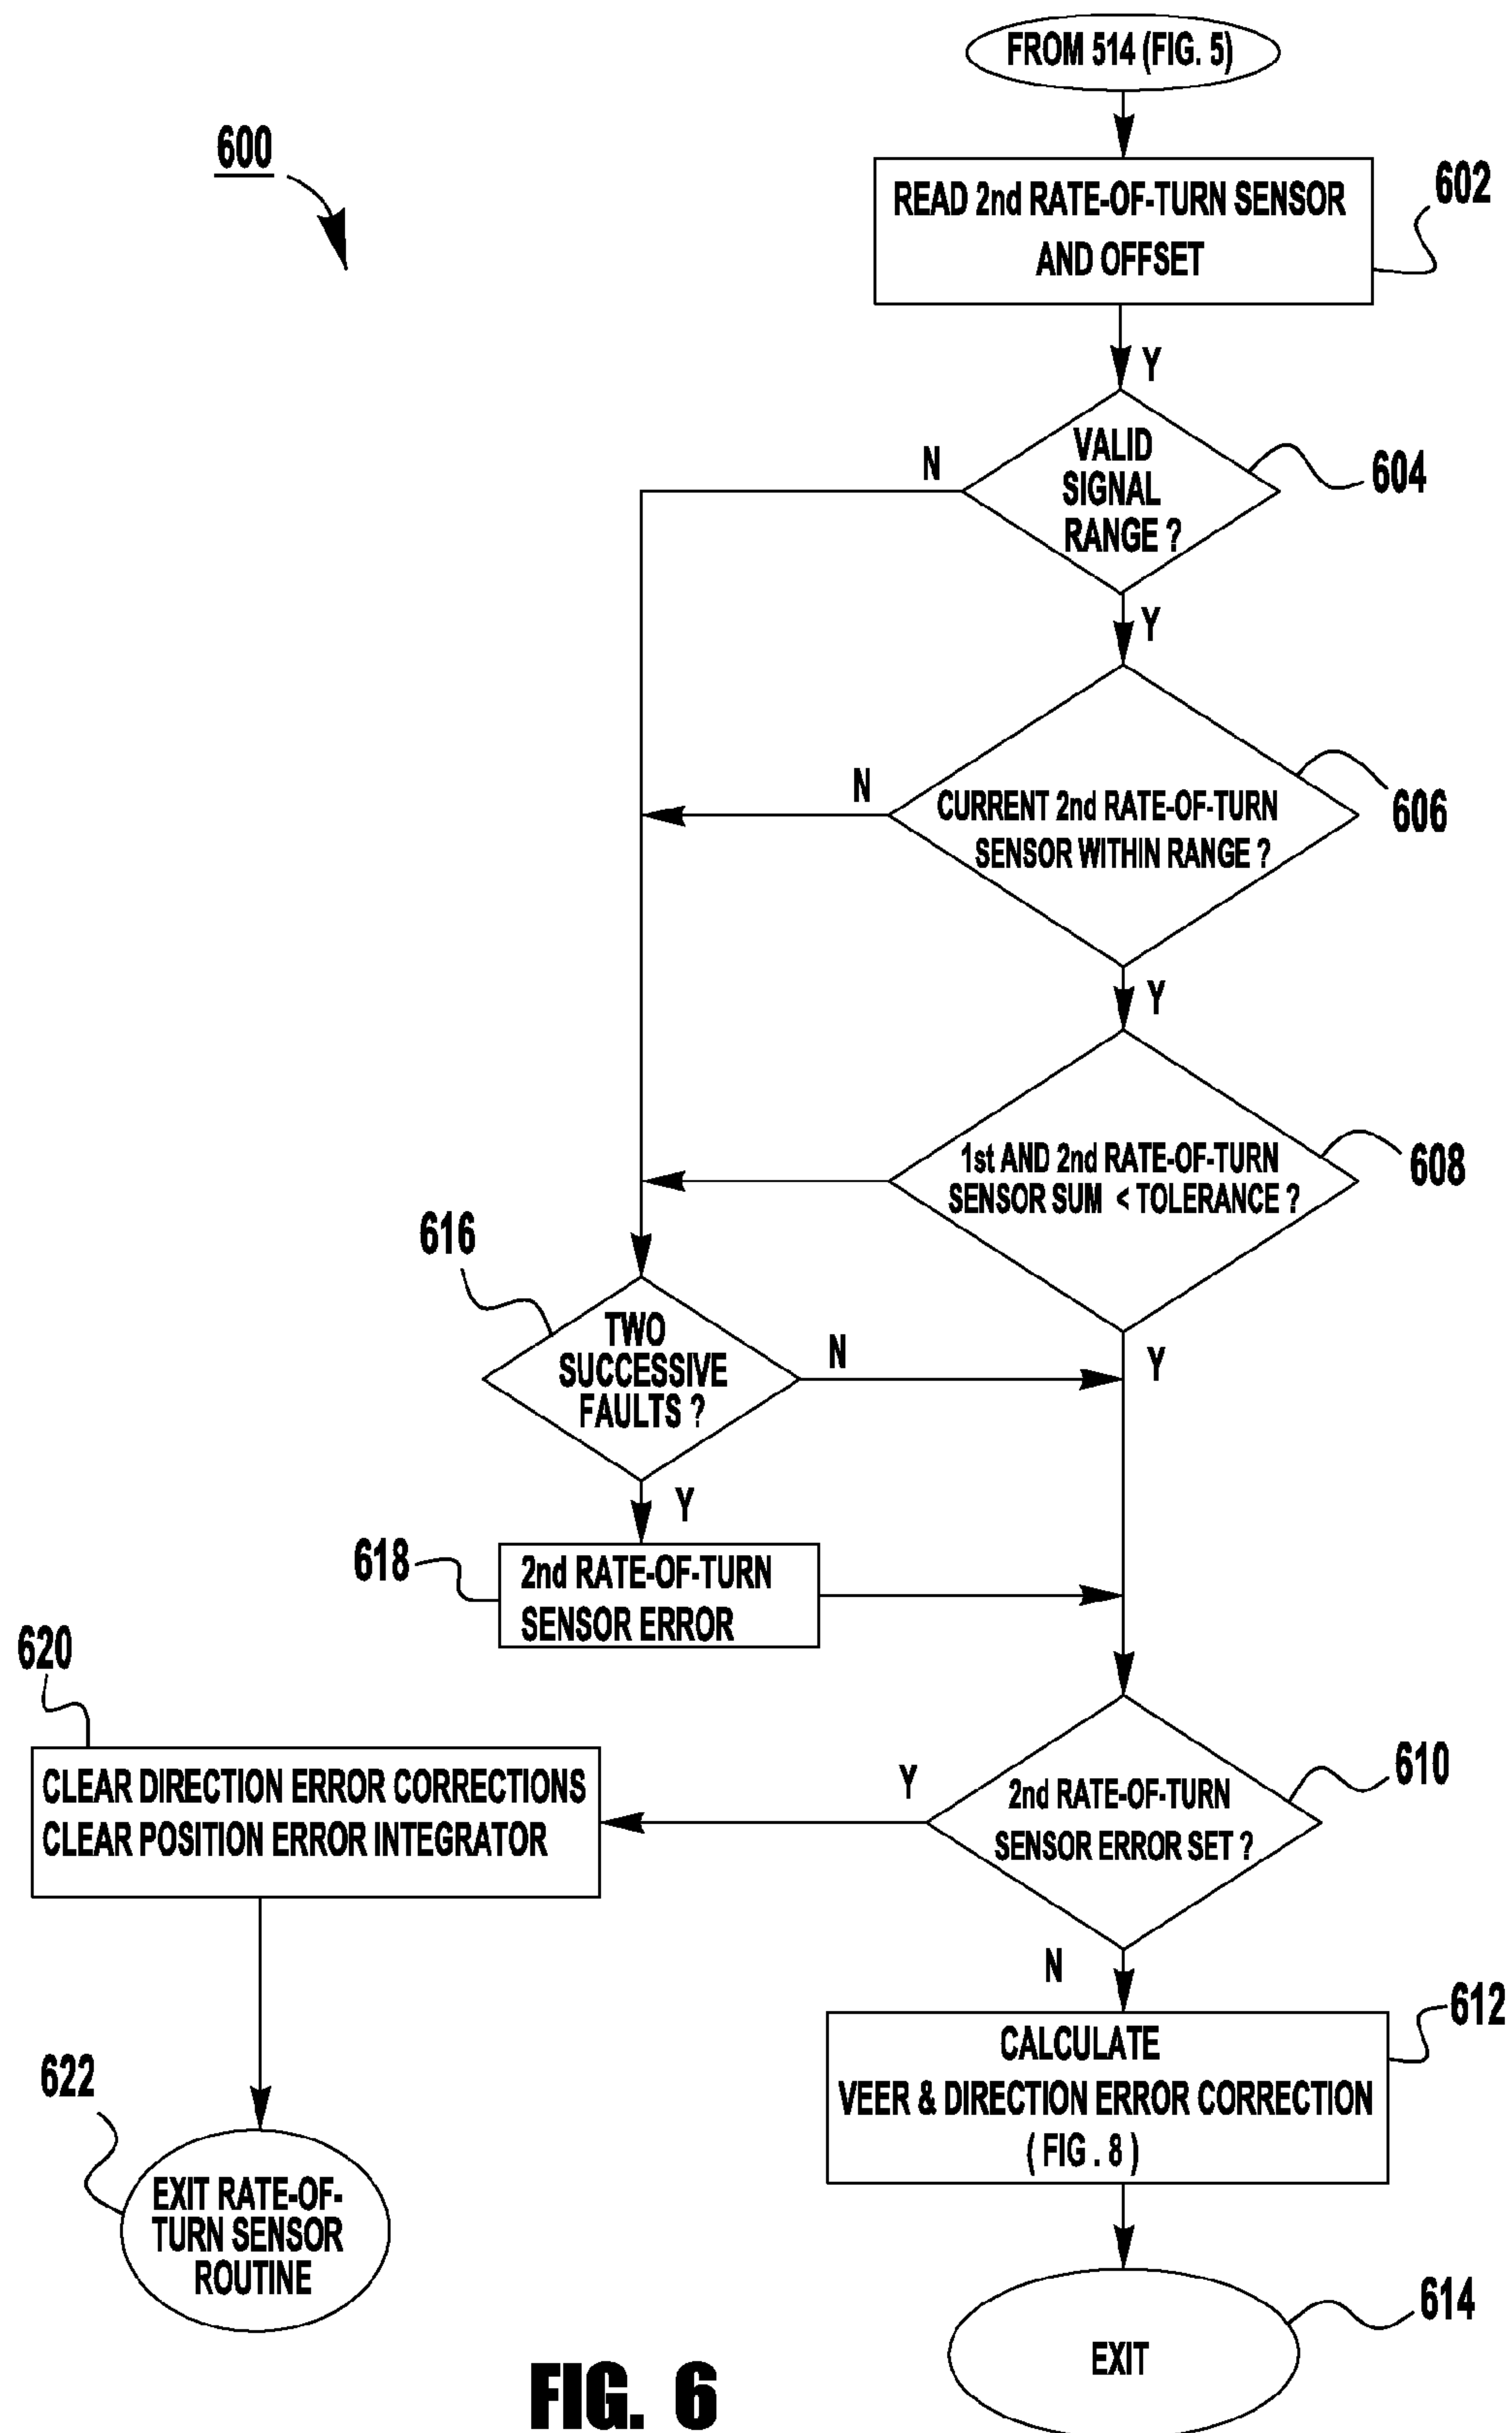 FROM 514 (FIG. 5)
600
READ 2nd RATE-OF-TURN SENSOR
AND OFFSET
602
Y
VALID
SIGNAL
RANGE ?
N
604
Y
CURRENT 2nd RATE-OF-TURN
SENSOR WITHIN RANGE ?
N
606
Y
1st AND 2nd RATE-OF-TURN
SENSOR SUM < TOLERANCE ?
608
616
TWO
SUCCESSIVE
FAULTS ?
N
Y
Y
618
2nd RATE-OF-TURN
SENSOR ERROR
620
CLEAR DIRECTION ERROR CORRECTIONS
CLEAR POSITION ERROR INTEGRATOR
Y
2nd RATE-OF-TURN
SENSOR ERROR SET ?
610
N
CALCULATE
VEER & DIRECTION ERROR CORRECTION
( FIG . 8 )
612
622
EXIT RATE-OF-
TURN SENSOR
ROUTINE
EXIT
614
FIG. 6